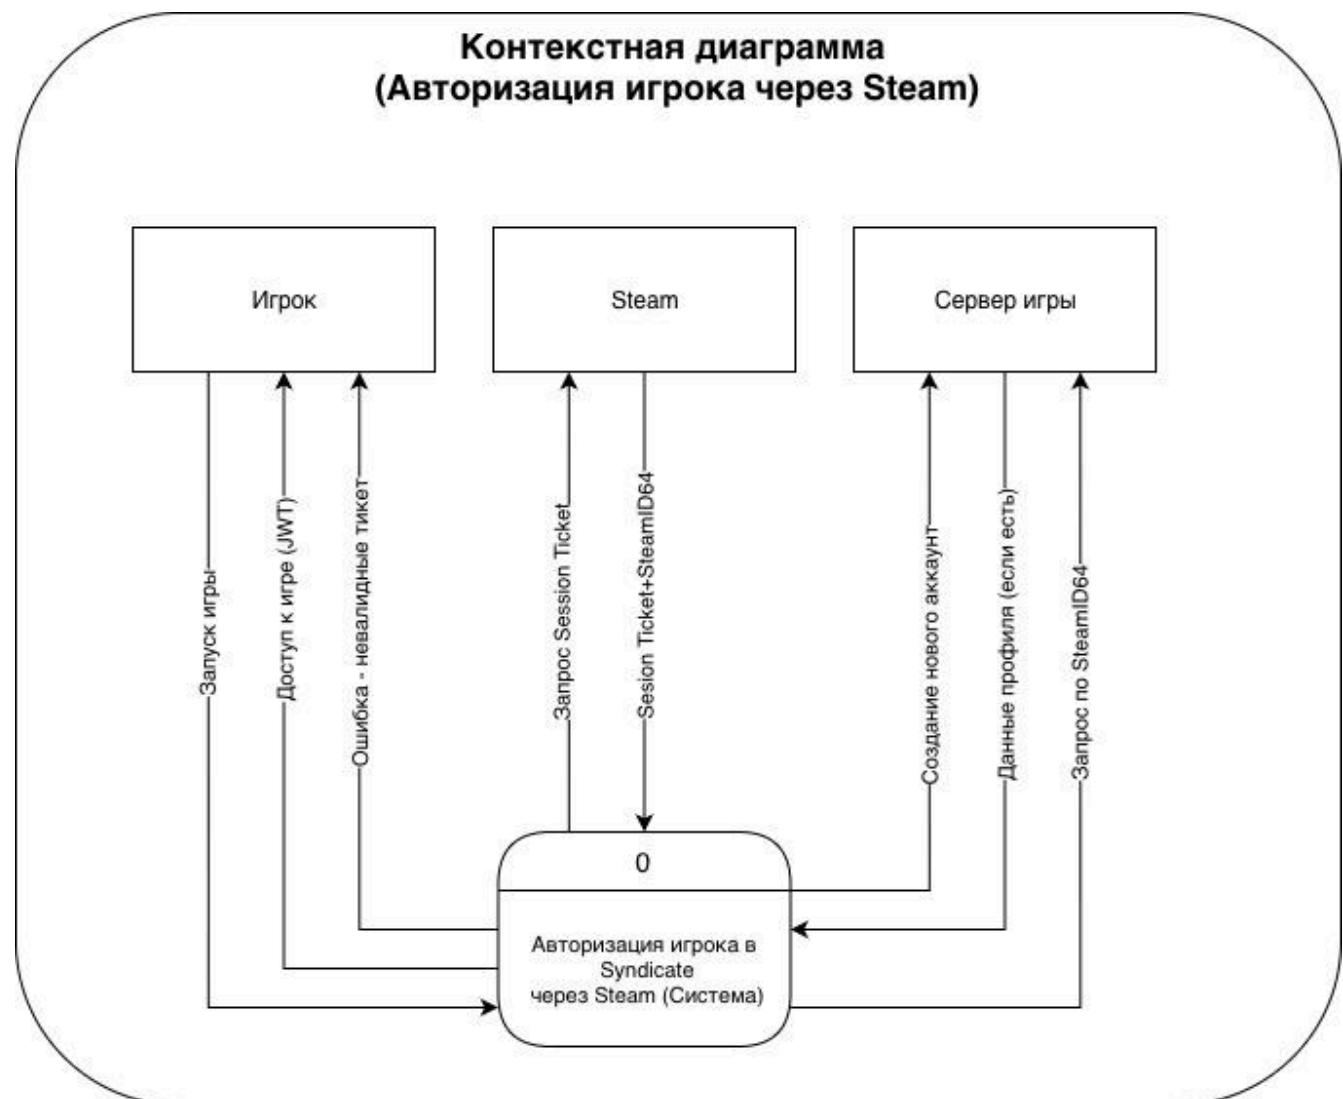 Контекстная диаграмма
(Авторизация игрока через Steam)
Игрок
Steam
Сервер игры
Запуск игры
Доступ к игре (JWT)
Ошибка - невалидные тикет
Запрос Session Ticket
Sesion Ticket+SteamID64
Создание нового аккаунт
Данные профиля (если есть)
Запрос по SteamID64
0
Авторизация игрока в
Syndicate
через Steam (Система)